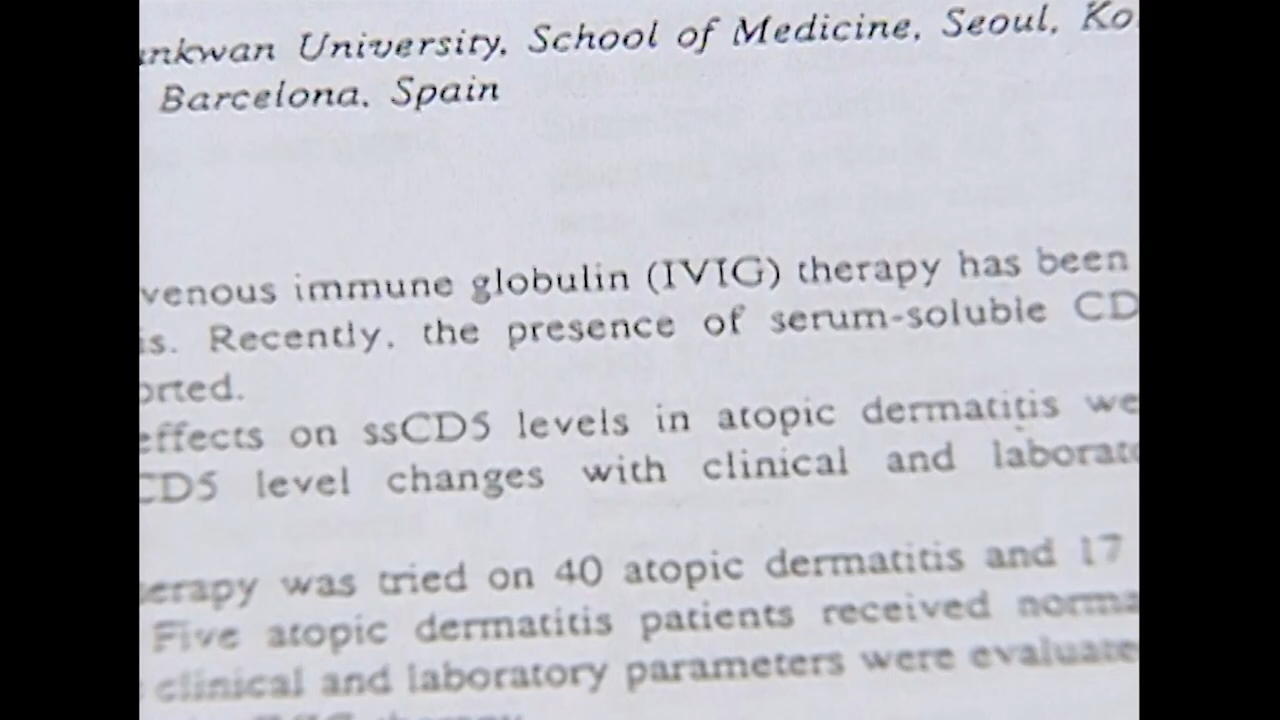 ankwan University, School of Medicine, Seoul, Ko
Barcelona, Spain
venous immune globulin (IVIG) therapy has been
is. Recently, the presence of serum-soluble CD
orted.
effects on ssCD5 levels in atopic dermatitis we
CD5 level changes with clinical and laborato
erapy was tried on 40 atopic dermatitis and 17
Five atopic dermatitis patients received norma
clinical and laboratory parameters were evaluate